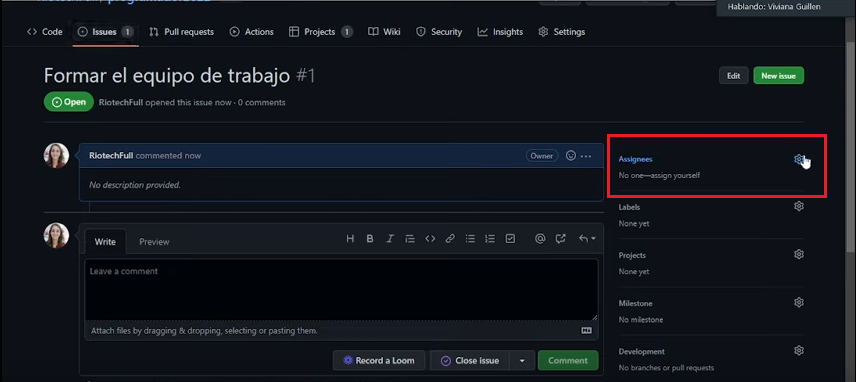 Hablando: Viviana Guillen
Code
Issues 1
Pull requests
Actions
Projects 1
Wiki
Security
Insights
Settings
Formar el equipo de trabajo #1
Edit
New issue
Open
RiotechFull opened this issue now · 0 comments
RiotechFull commented now
Owner
No description provided.
Assignees
No one—assign yourself
Labels
None yet
Projects
None yet
Milestone
No milestone
Development
No branches or pull requests
Write
Preview
Leave a comment
Attach files by dragging & dropping, selecting or pasting them.
Record a Loom
Close issue
Comment